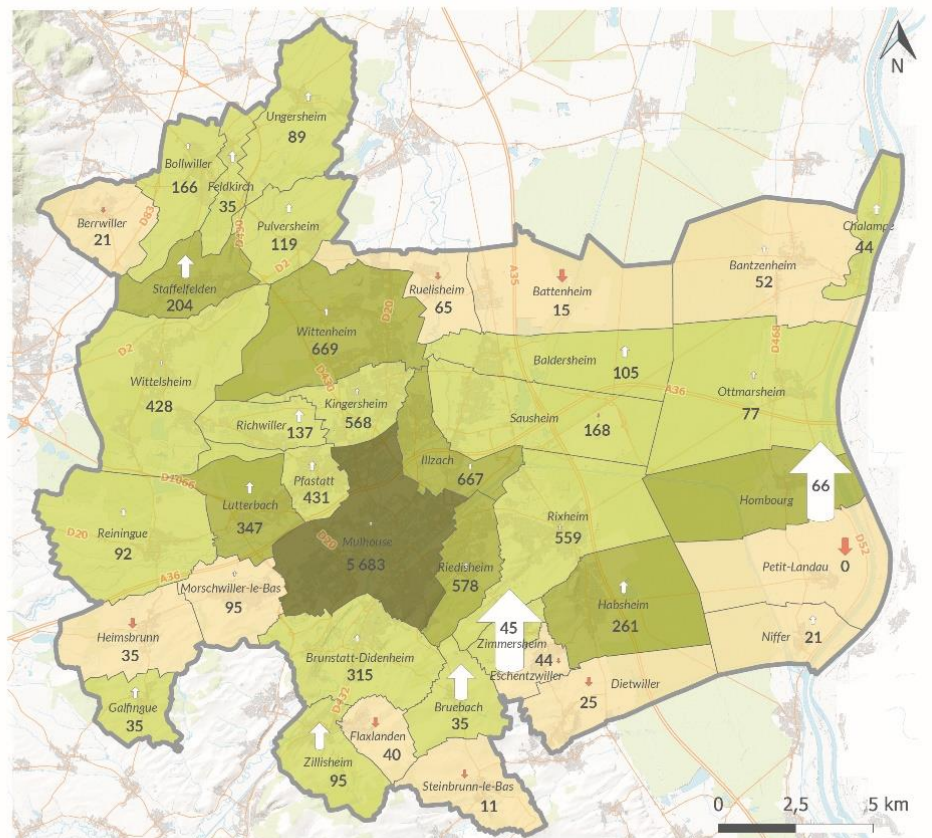 N
Ungersheim
89
Bollwiller
166
Feldkirch
35
Berrwiller
21
D83
Pulversheim
119
D2
Staffelfelden
204
Chalampé
44
Bantzenheim
52
Ruelisheim
65
Battenheim
15
A35
D20
Wittenheim
669
D430
D2
Wittelsheim
428
Baldersheim
105
D468
A36
Ottmarsheim
77
Kingersheim
568
Richwiller
137
Sausheim
168
Illzach
667
Pfastatt
431
D1066
Lutterbach
347
Hombourg
66
Reiningue
92
D20
Mulhouse
5 683
Rixheim
559
Riedisheim
578
D52
Petit-Landau
0
A36
Morschwiller-le-Bas
95
Habsheim
261
Heimsbrunn
35
45
Zimmersheim
44
Eschentzwiller
Niffer
21
Brunstatt-Didenheim
315
Dietwiller
25
Galfingue
35
D432
Bruebach
35
Flaxlanden
40
Zillisheim
95
Steinbrunn-le-Bas
11
0
2,5
5 km